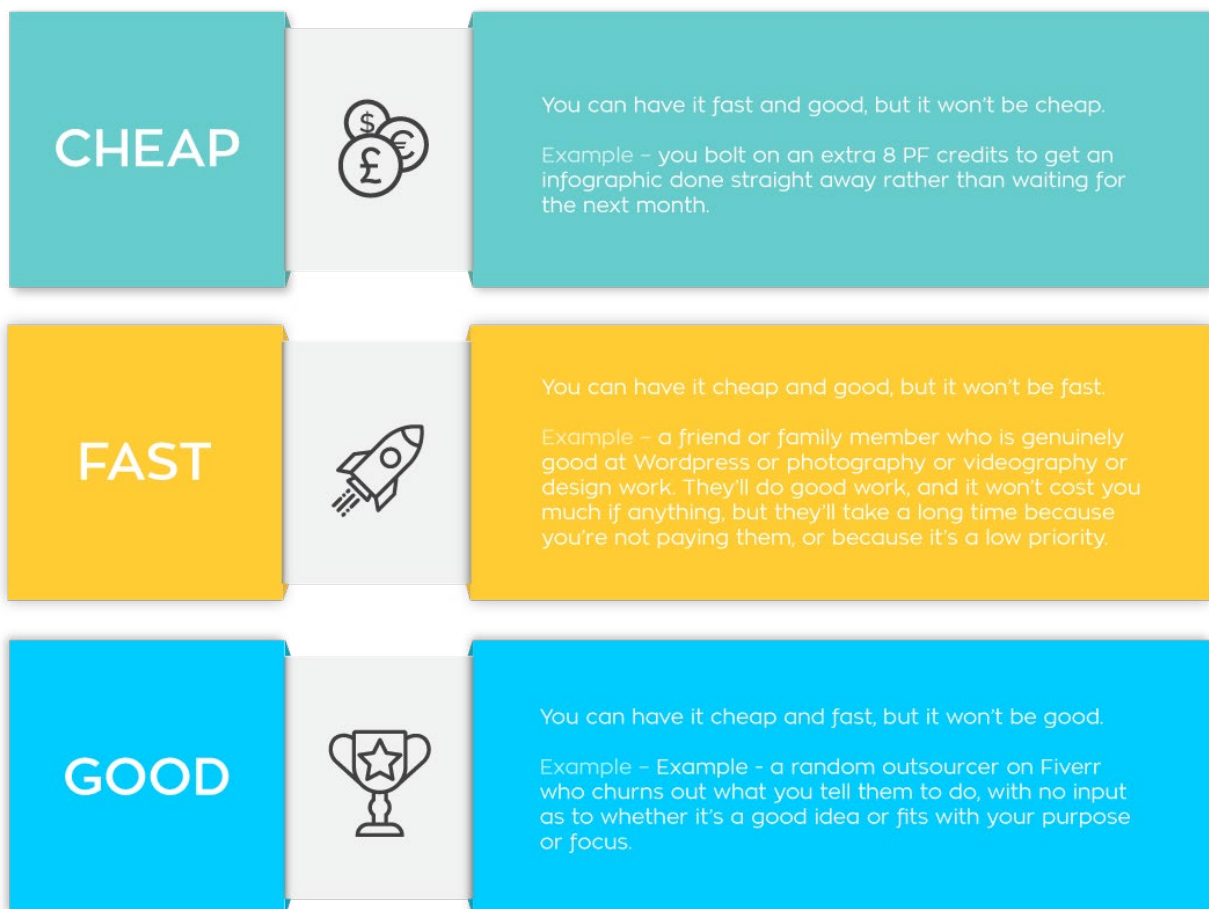 CHEAP
$
€
£
You can have it fast and good, but it won't be cheap.
Example – you bolt on an extra 8 PF credits to get an
infographic done straight away rather than waiting for
the next month.
FAST
You can have it cheap and good, but it won't be fast.
Example – a friend or family member who is genuinely
good at Wordpress or photography or videography or
design work. They'll do good work, and it won't cost you
much if anything, but they'll take a long time because
you're not paying them, or because it's a low priority.
GOOD
You can have it cheap and fast, but it won't be good.
Example – Example - a random outsourcer on Fiverr
who churns out what you tell them to do, with no input
as to whether it's a good idea or fits with your purpose
or focus.